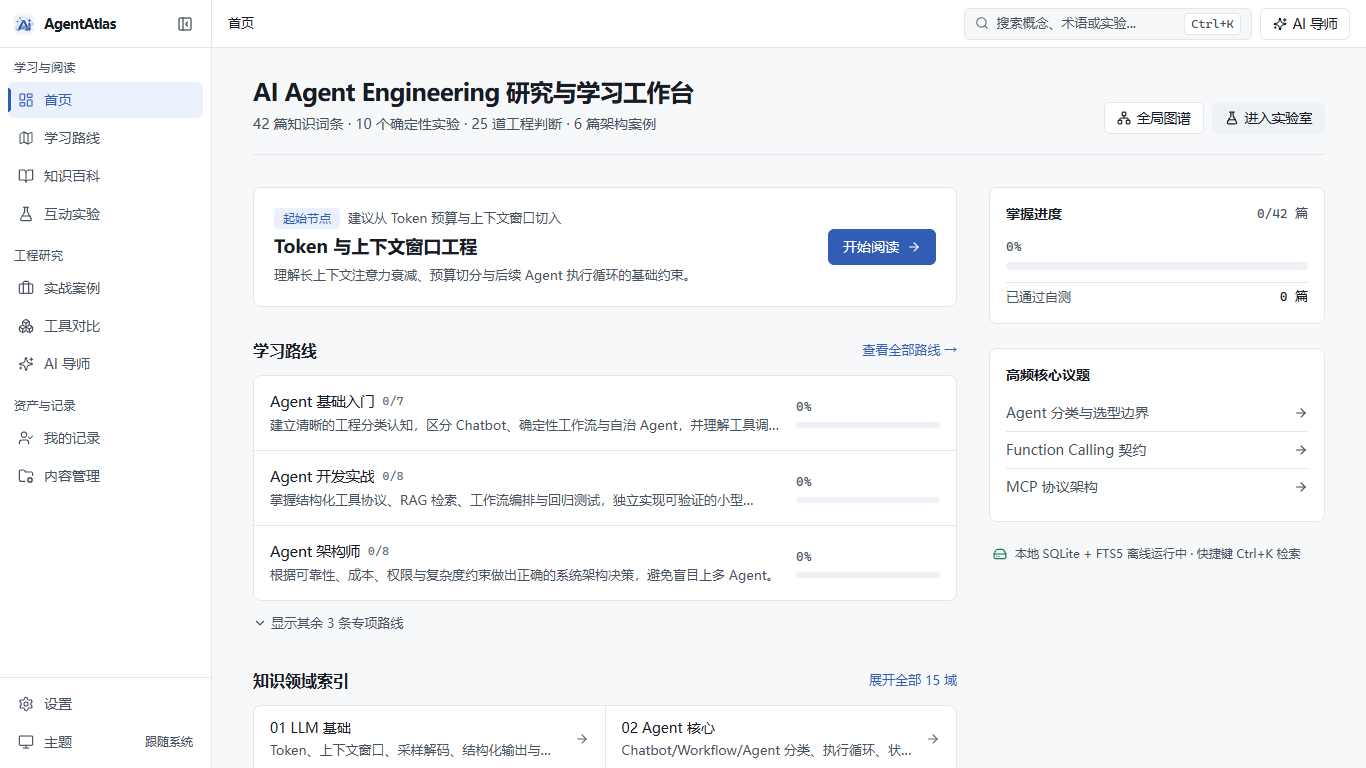 AgentAtlas
学习与阅读
首页
学习路线
知识百科
互动实验
工程研究
实战案例
工具对比
AI 导师
资产与记录
我的记录
内容管理
设置
主题
跟随系统
首页
搜索概念、术语或实验...
Ctrl+K
AI 导师
AI Agent Engineering 研究与学习工作台
42 篇知识词条 · 10 个确定性实验 · 25 道工程判断 · 6 篇架构案例
全局图谱
进入实验室
起始节点 建议从 Token 预算与上下文窗口切入
Token 与上下文窗口工程
理解长上下文注意力衰减、预算切分与后续 Agent 执行循环的基础约束。
开始阅读
学习路线
查看全部路线 →
Agent 基础入门 0/7
建立清晰的工程分类认知，区分 Chatbot、确定性工作流与自治 Agent，并理解工具调...
0%
Agent 开发实战 0/8
掌握结构化工具协议、RAG 检索、工作流编排与回归测试，独立实现可验证的小型...
0%
Agent 架构师 0/8
根据可靠性、成本、权限与复杂度约束做出正确的系统架构决策，避免盲目上多 Agent。
0%
显示其余 3 条专项路线
知识领域索引
展开全部 15 域
01 LLM 基础
Token、上下文窗口、采样解码、结构化输出与...
02 Agent 核心
Chatbot/Workflow/Agent 分类、执行循环、状...
掌握进度
0/42 篇
0%
已通过自测
0 篇
高频核心议题
Agent 分类与选型边界
Function Calling 契约
MCP 协议架构
本地 SQLite + FTS5 离线运行中 · 快捷键 Ctrl+K 检索